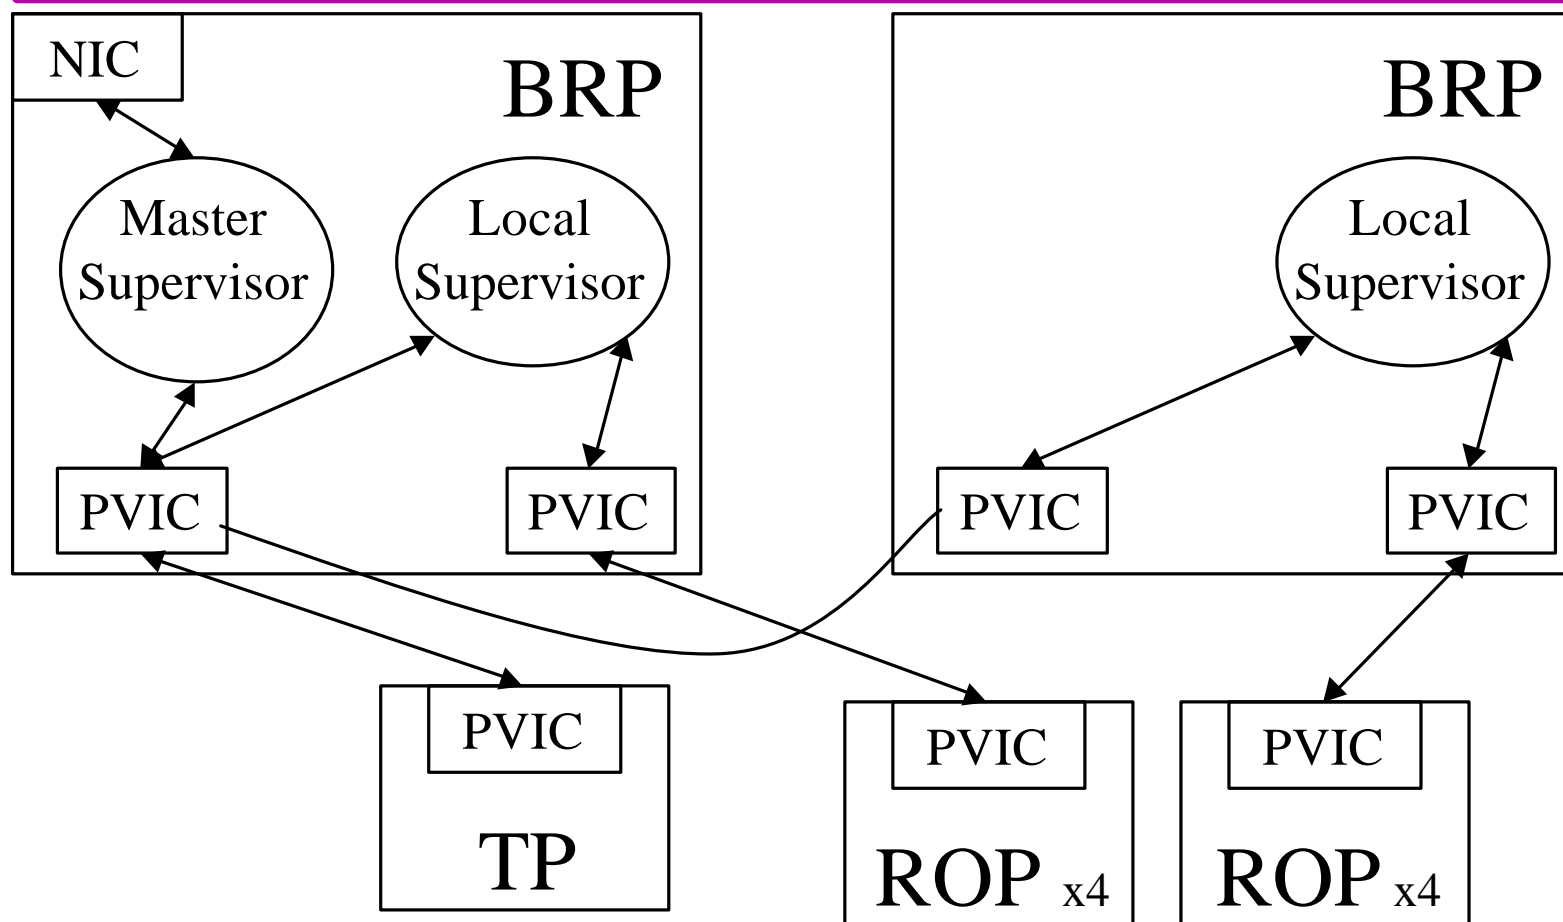 NIC
BRP
Master
Supervisor
Local
Supervisor
PVIC
PVIC
BRP
Local
Supervisor
PVIC
PVIC
PVIC
TP
PVIC
ROP x4
PVIC
ROP x4